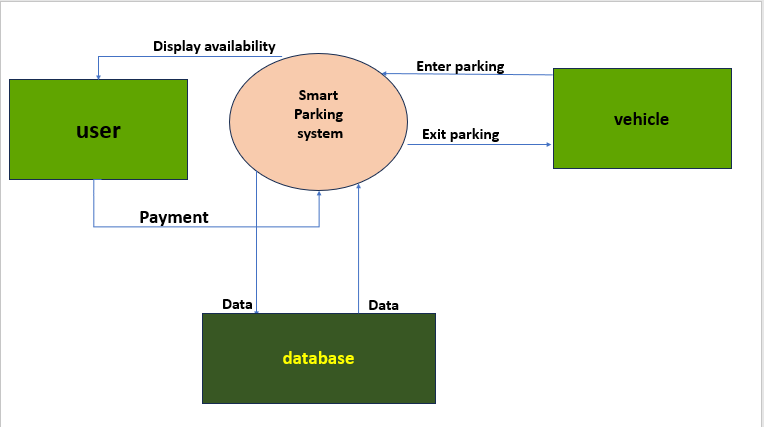 Display availability
Enter parking
Smart
Parking
system
user
vehicle
Exit parking
Payment
Data
Data
database